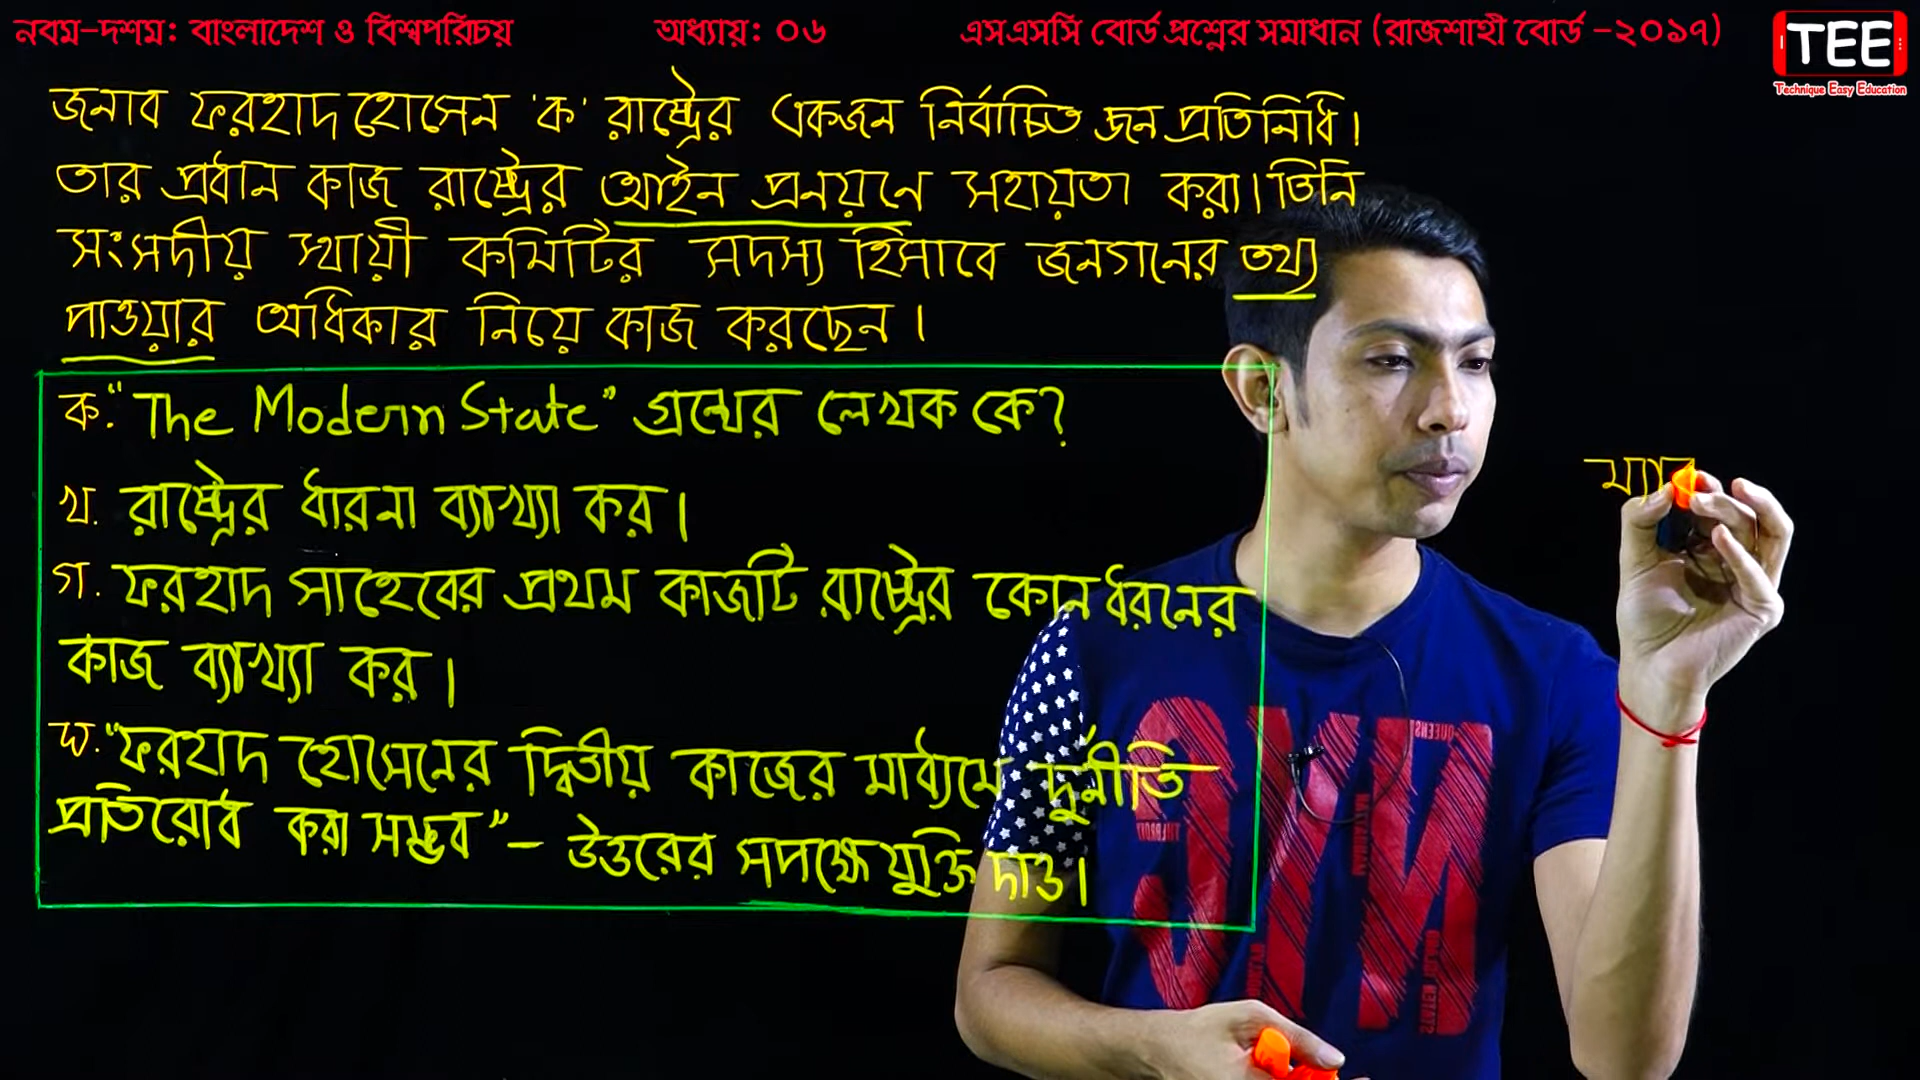 নবম-দশম: বাংলাদেশ ও বিশ্বপরিচয় অধ্যায়: ০৬ এসএসসি বোর্ড প্রশ্নের সমাধান (রাজশাহী বোর্ড -২০১৭)
TEE
Technique Easy Education
জনাব ফরহাদ হোসেন 'ক' রাষ্ট্রের একজন নির্বাচিত জন প্রতিনিধি।
তার প্রধান কাজ রাষ্ট্রের আইন প্রনয়নে সহায়তা করা। তিনি
সংসদীয় স্থায়ী কমিটির সদস্য হিসাবে জনগনের তথ্য
পাওয়ার অধিকার নিয়ে কাজ করছেন।
ক. "The Modern State" গ্রন্থের লেখক কে?
খ. রাষ্ট্রের ধারনা ব্যাখ্যা কর।
গ. ফরহাদ সাহেবের প্রথম কাজটি রাষ্ট্রের কোন ধরনের
কাজ ব্যাখ্যা কর।
ঘ. "ফরহাদ হোসেনের দ্বিতীয় কাজের মাধ্যমে দুর্নীতি
প্রতিরোধ করা সম্ভব" - উত্তরের সপক্ষে যুক্তি দাও।